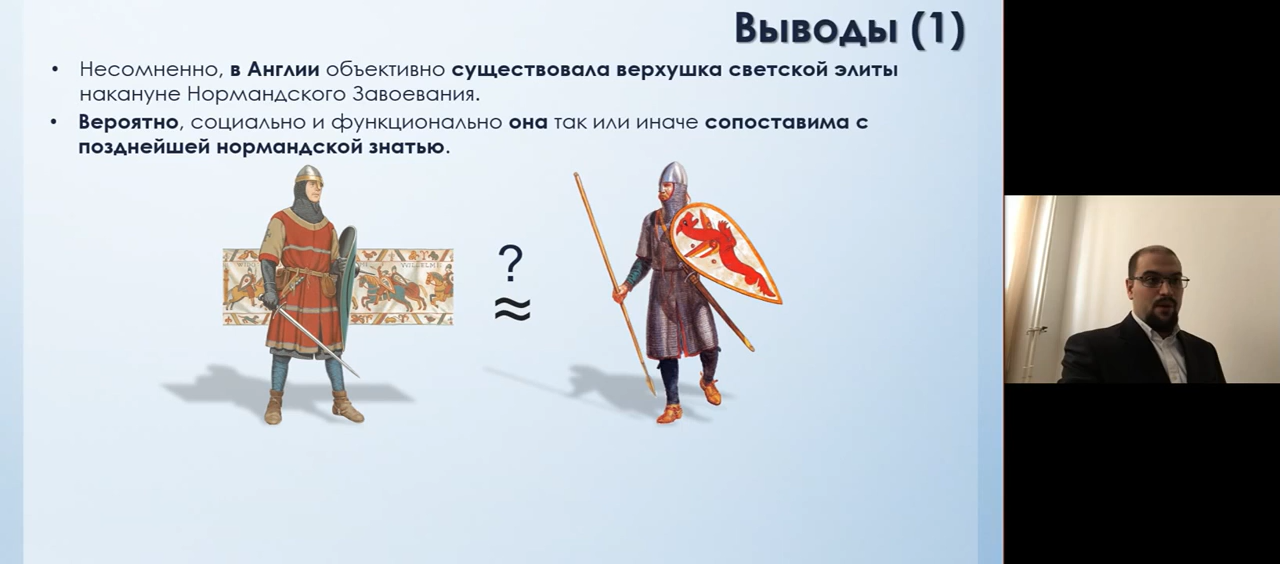 Выводы (1)
• Несомненно, в Англии объективно существовала верхушка светской элиты
накануне Нормандского Завоевания.
• Вероятно, социально и функционально она так или иначе сопоставима с
позднейшей нормандской знатью.
?
≈